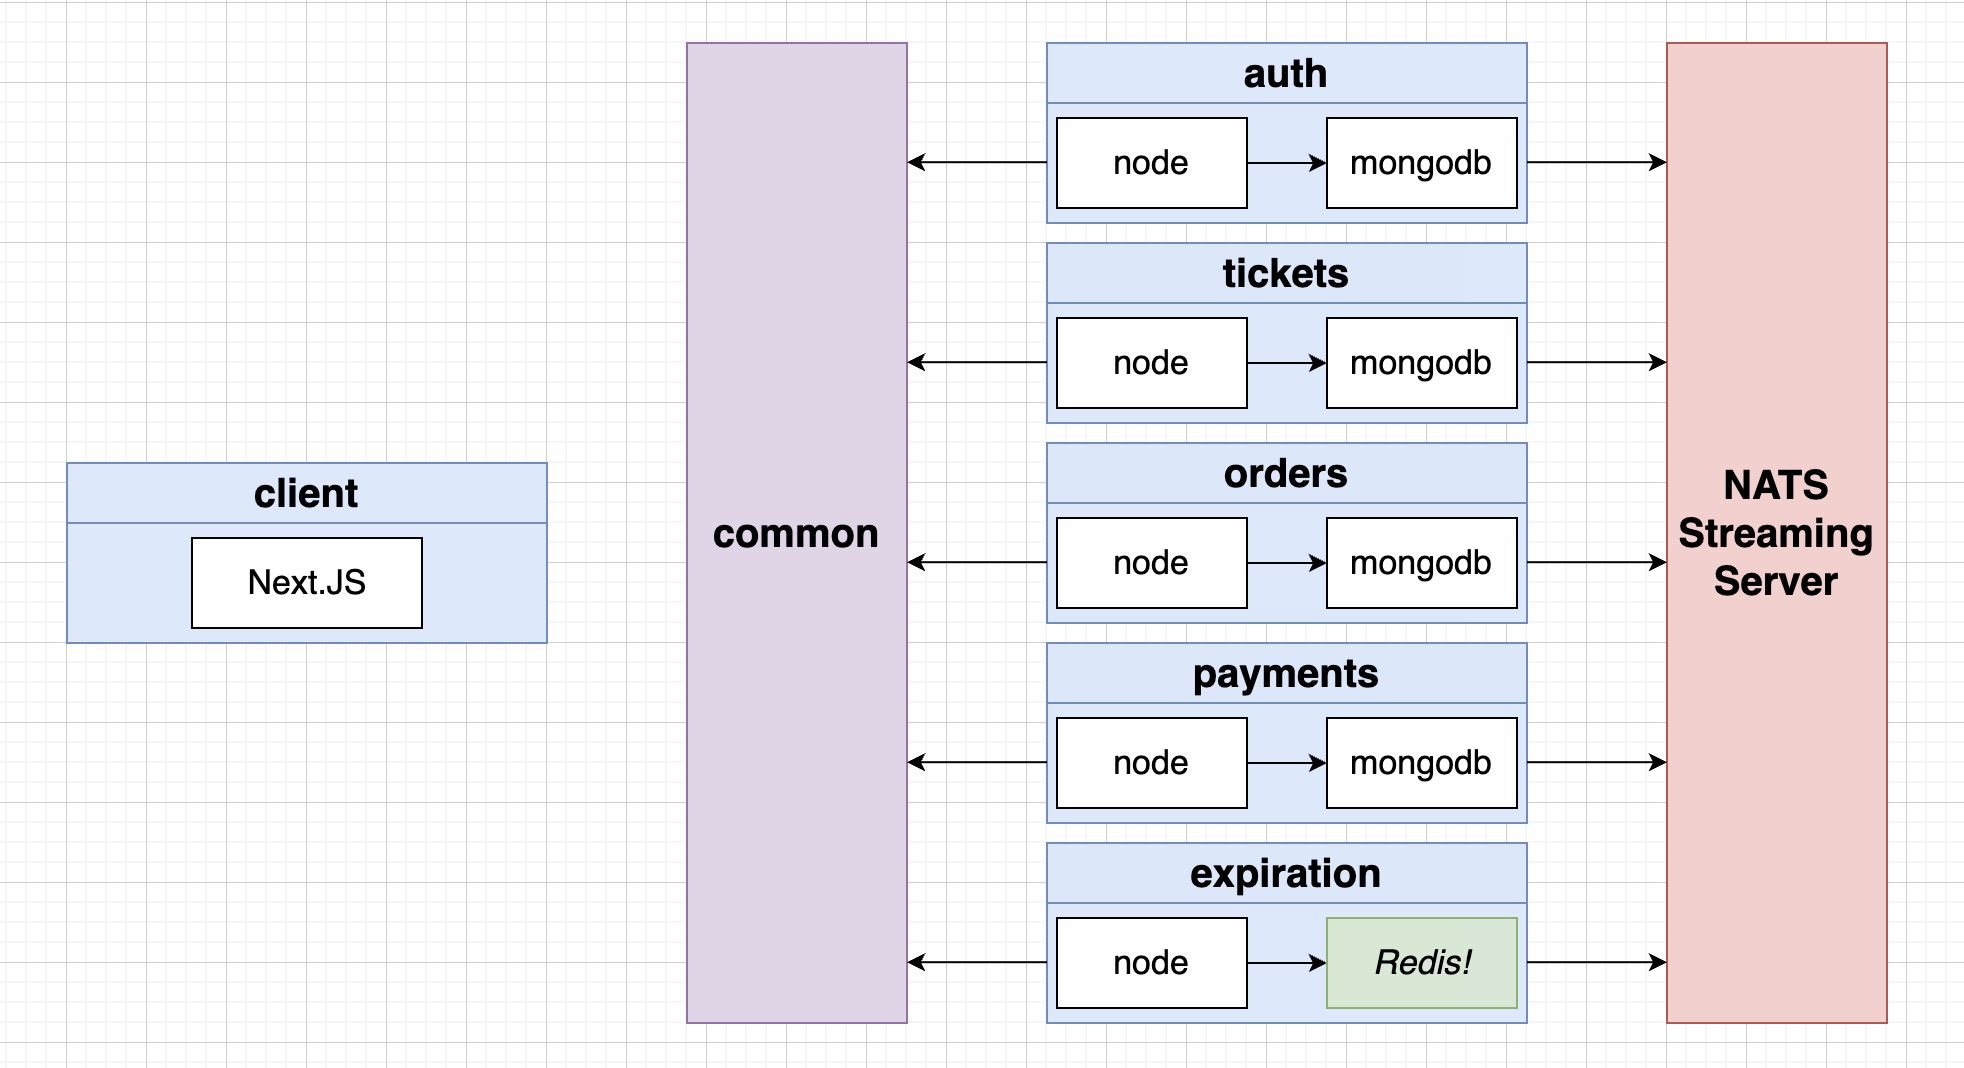 client
Next.JS
common
auth
node
mongodb
tickets
node
mongodb
orders
node
mongodb
payments
node
mongodb
expiration
node
Redis!
NATS
Streaming
Server